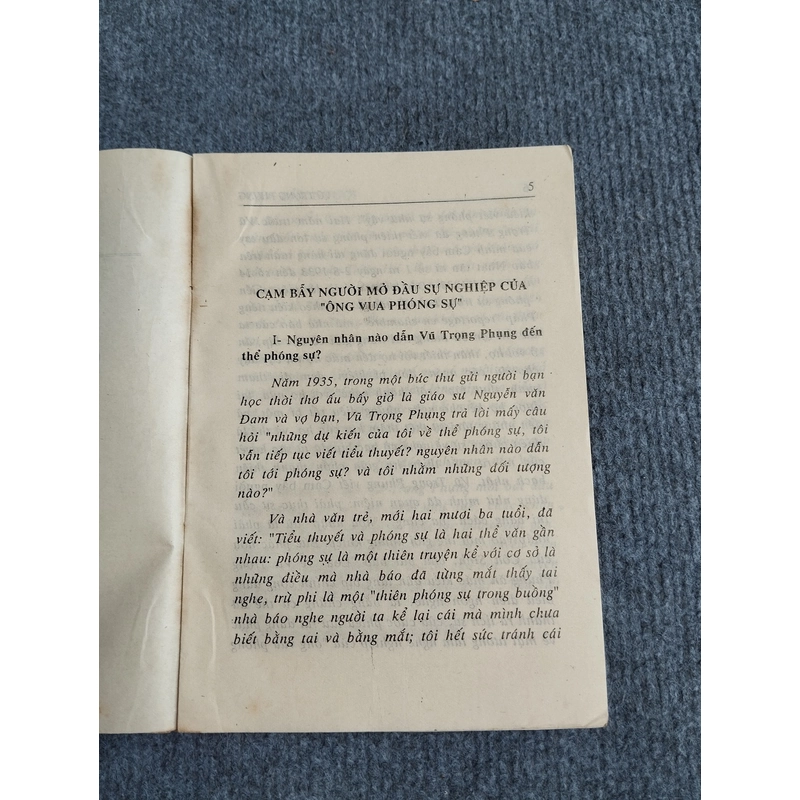 5
CẠM BẪY NGƯỜI MỞ ĐẦU SỰ NGHIỆP CỦA
"ÔNG VUA PHÓNG SỰ"
I- Nguyên nhân nào dẫn Vũ Trọng Phụng đến
thể phóng sự?
Năm 1935, trong một bức thư gửi người bạn
học thời thơ ấu bấy giờ là giáo sư Nguyễn văn
Đam và vợ bạn, Vũ Trọng Phụng trả lời mấy câu
hỏi "những dự kiến của tôi về thể phóng sự, tôi
vẫn tiếp tục viết tiểu thuyết? nguyên nhân nào dẫn
tôi tới phóng sự? và tôi nhằm những đối tượng
nào?"
Và nhà văn trẻ, mới hai mươi ba tuổi, đã
viết: "Tiểu thuyết và phóng sự là hai thể văn gần
nhau: phóng sự là một thiên truyện kể với cơ sở là
những điều mà nhà báo đã từng mắt thấy tai
nghe, trừ phi là một "thiên phóng sự trong buồng"
nhà báo nghe người ta kể lại cái mà mình chưa
biết bằng tai và bằng mắt; tôi hết sức tránh cái